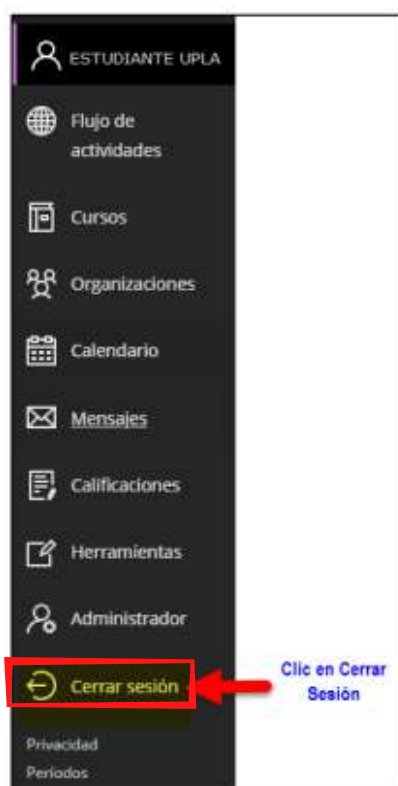 ESTUDIANTE UPLA
Flujo de
actividades
Cursos
Organizaciones
Calendario
Mensajes
Calificaciones
Herramientas
Administrador
Cerrar sesión
Clic en Cerrar
Sesión
Privacidad
Períodos